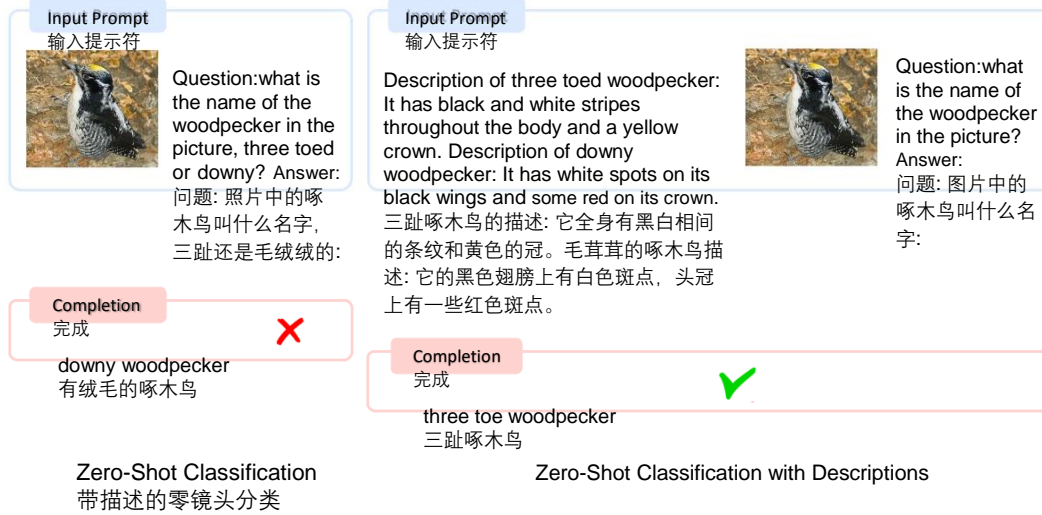 Input Prompt
输入提示符
Question:what is
the name of the
woodpecker in the
picture, three toed
or downy? Answer:
问题: 照片中的啄
木鸟叫什么名字,
三趾还是毛绒绒的:
Completion
完成
downy woodpecker
有绒毛的啄木鸟
Zero-Shot Classification
带描述的零镜头分类
Input Prompt
输入提示符
Description of three toed woodpecker:
It has black and white stripes
throughout the body and a yellow
crown. Description of downy
woodpecker: It has white spots on its
black wings and some red on its crown.
三趾啄木鸟的描述: 它全身有黑白相间
的条纹和黄色的冠。毛茸茸的啄木鸟描
述: 它的黑色翅膀上有白色斑点, 头冠
上有一些红色斑点。
Question:what
is the name of
the woodpecker
in the picture?
Answer:
问题: 图片中的
啄木鸟叫什么名
字:
Completion
完成
three toe woodpecker
三趾啄木鸟
Zero-Shot Classification with Descriptions